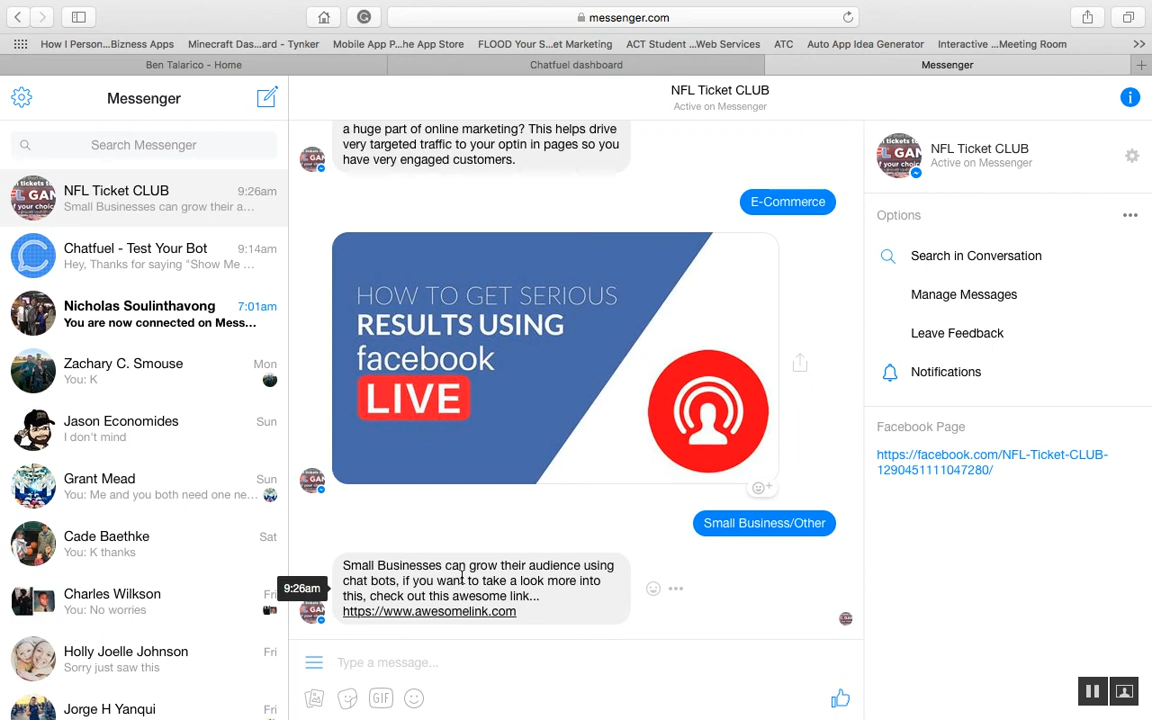 messenger.com
How I Person...Bizness Apps
Minecraft Das...ard - Tynker
Mobile App P...he App Store
FLOOD Your S...et Marketing
ACT Student ...Web Services
ATC
Auto App Idea Generator
Interactive ...Meeting Room
Ben Talarico - Home
Chatfuel dashboard
Messenger
Messenger
Search Messenger
NFL Ticket CLUB
9:26am
Small Businesses can grow their a...
Chatfuel - Test Your Bot
9:14am
Hey, Thanks for saying "Show Me ...
Nicholas Soulinthavong
7:01am
You are now connected on Mess...
Zachary C. Smouse
Mon
You: K
Jason Economides
Sun
I don't mind
Grant Mead
Sun
You: Me and you both need one ne...
Cade Baethke
Sat
You: K thanks
Charles Wilkson
Fri
You: No worries
Holly Joelle Johnson
Fri
Sorry just saw this
Jorge H Yanqui
Fri
NFL Ticket CLUB
Active on Messenger
a huge part of online marketing? This helps drive
very targeted traffic to your optin in pages so you
have very engaged customers.
E-Commerce
HOW TO GET SERIOUS
RESULTS USING
facebook
LIVE
Small Business/Other
9:26am
Small Businesses can grow their audience using
chat bots, if you want to take a look more into
this, check out this awesome link...
https://www.awesomelink.com
Type a message...
GIF
NFL Ticket CLUB
Active on Messenger
Options
Search in Conversation
Manage Messages
Leave Feedback
Notifications
Facebook Page
https://facebook.com/NFL-Ticket-CLUB-
1290451111047280/